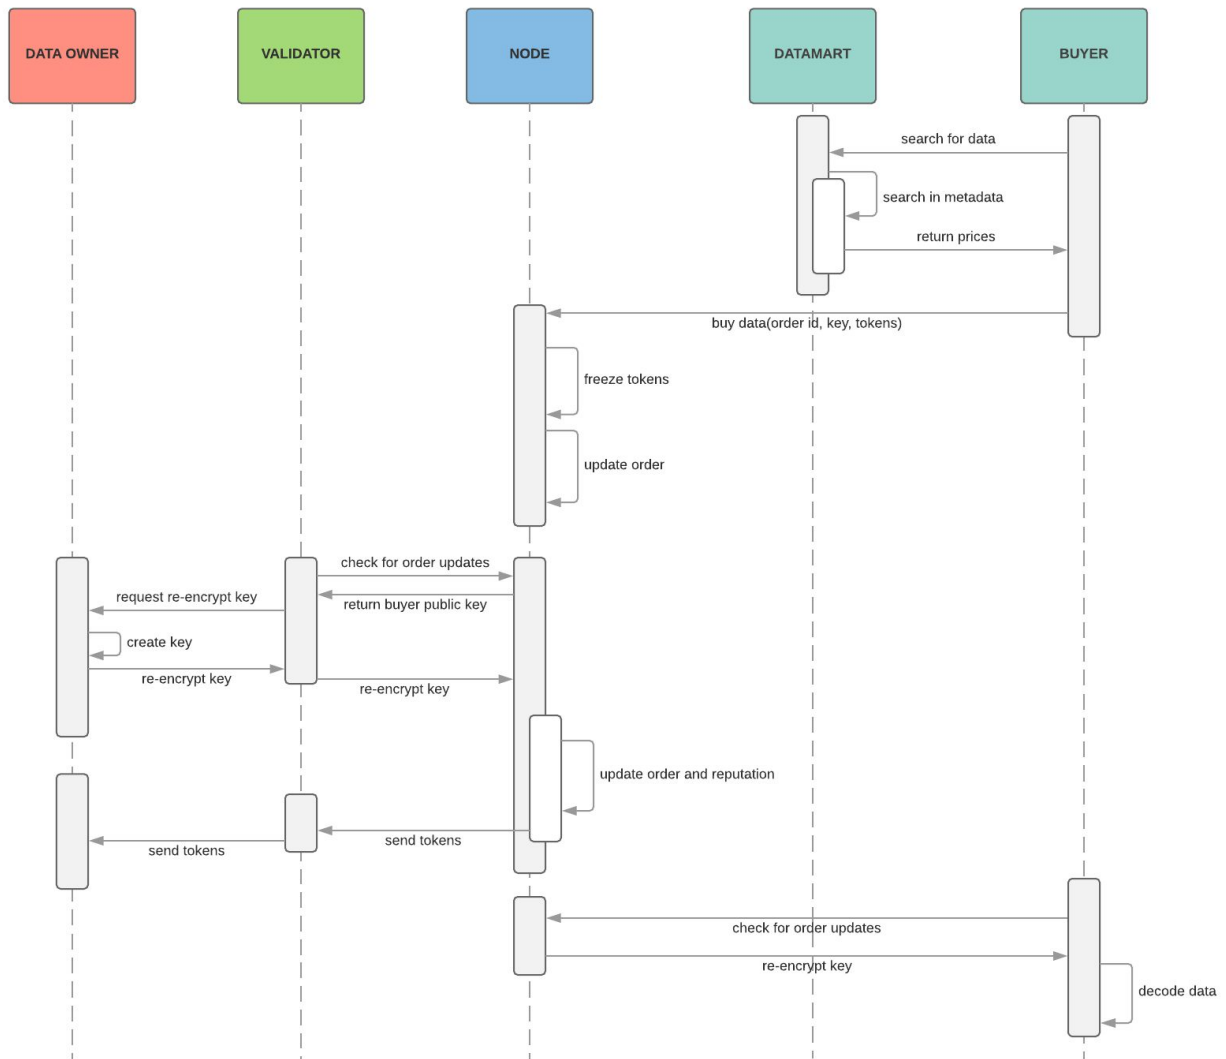 DATA OWNER
VALIDATOR
NODE
DATAMART
BUYER
search for data
search in metadata
return prices
buy data(order id, key, tokens)
freeze tokens
update order
check for order updates
request re-encrypt key
return buyer public key
create key
re-encrypt key
re-encrypt key
update order and reputation
send tokens
send tokens
check for order updates
re-encrypt key
decode data